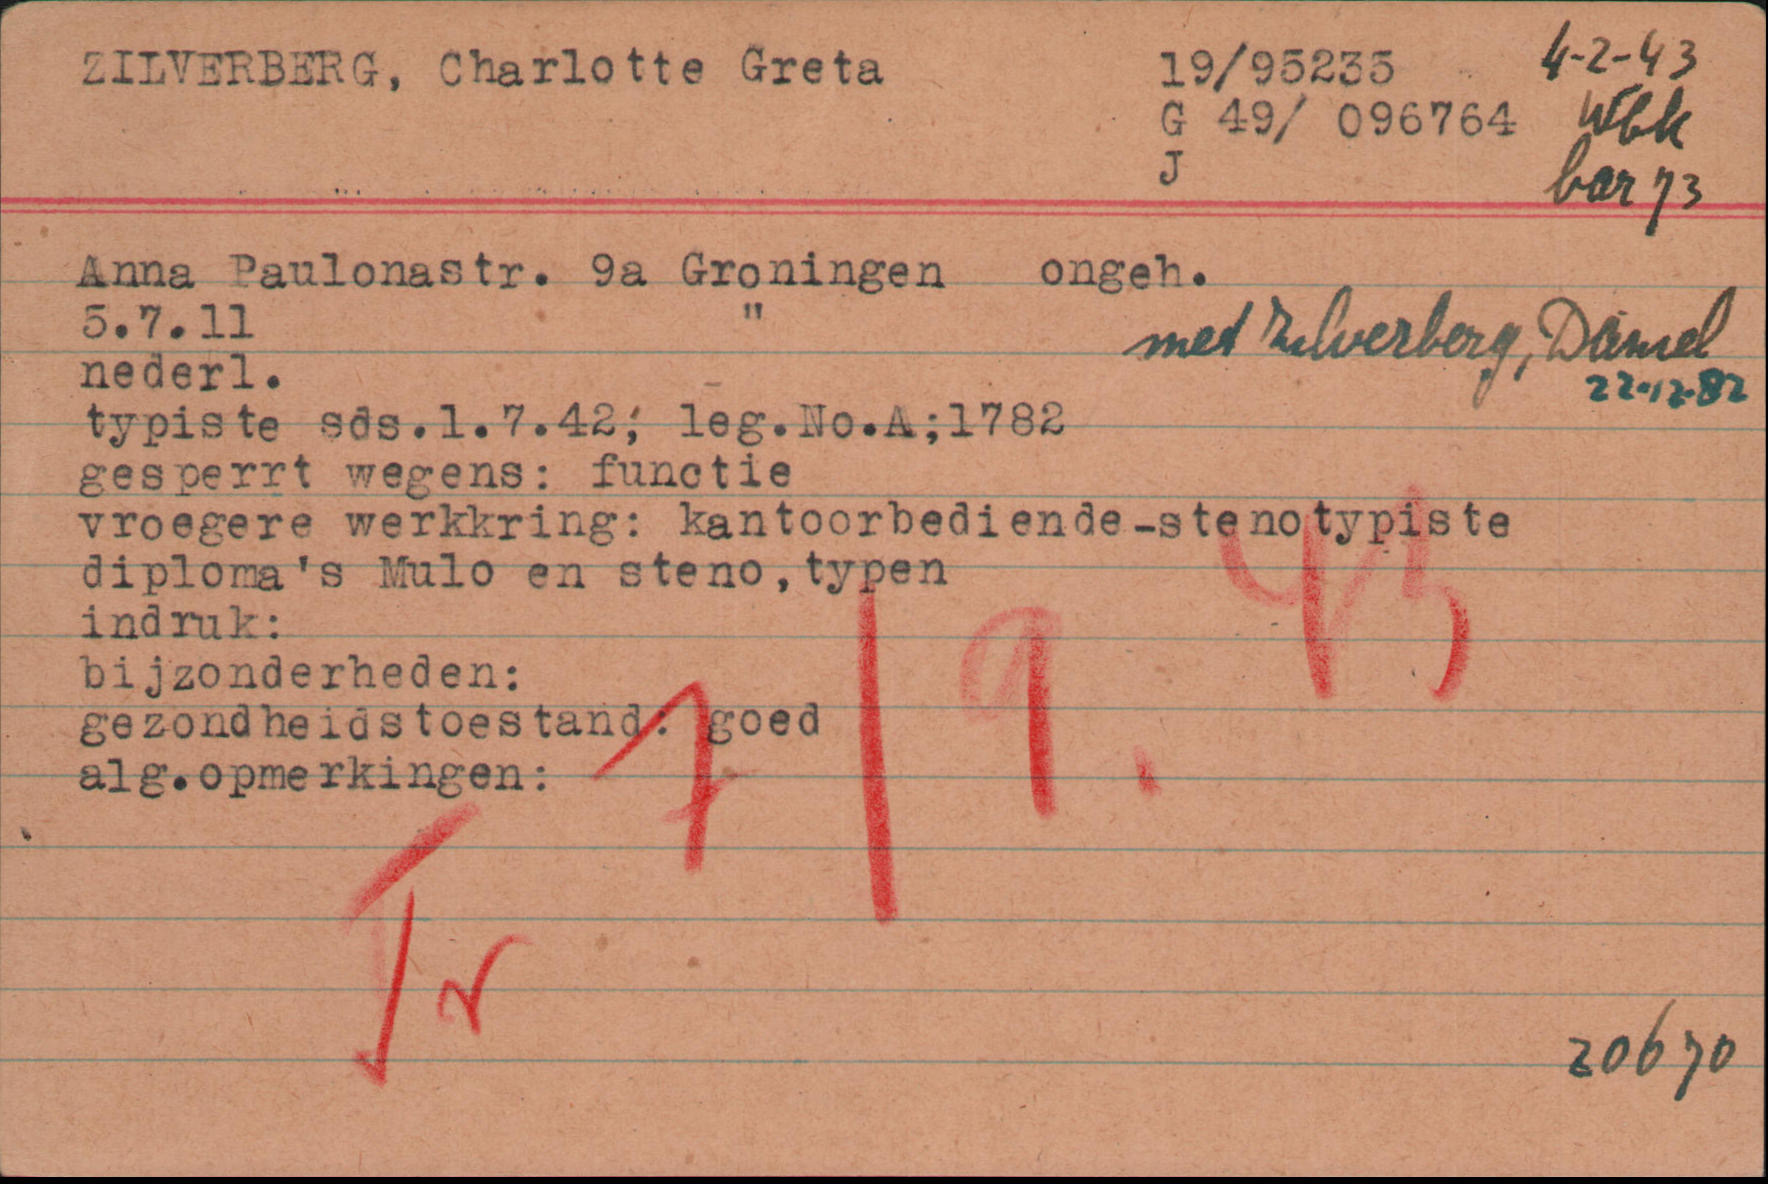 ZILVERBERG, Charlotte Greta
19/95235
G 49/ 096764
J
4-2-43
Wbk
bar 73
Anna Paulonastr. 9a Groningen ongeh.
5.7.11 "
met Zilverberg, Daniel
22-12-82
nederl.
typiste sds.1.7.42; leg.No.A;1782
gesperrt wegens: functie
vroegere werkkring: kantoorbediende-stenotypiste
diploma's Mulo en steno,typen
indruk:
bijzonderheden:
gezondheidstoestand: goed
alg.opmerkingen:
Tr 7/9.43
20670